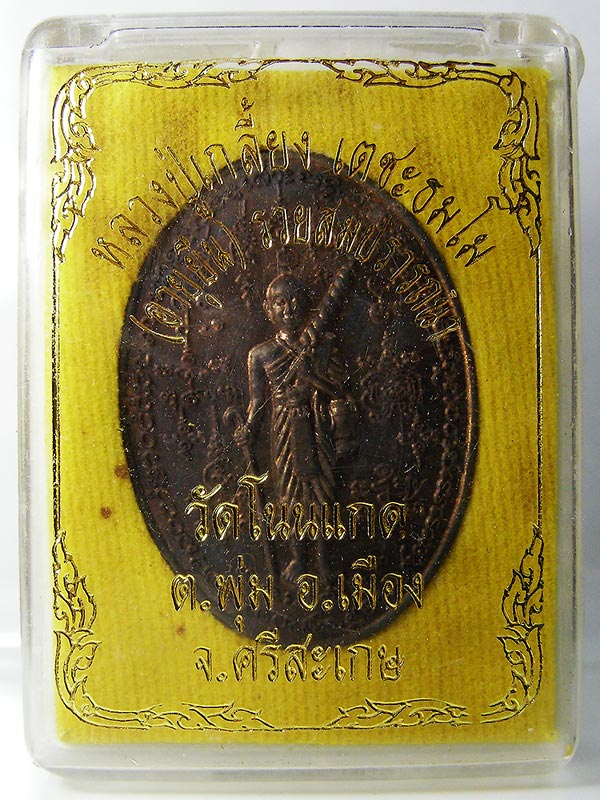 หลวงปู่เกลี้ยง เตชะธมฺโม
(อายุยืน) รวยสมปรารถน์)
วัดโนนแกด
ต.พุ่ม อ.เมือง
จ.ศรีสะเกษ